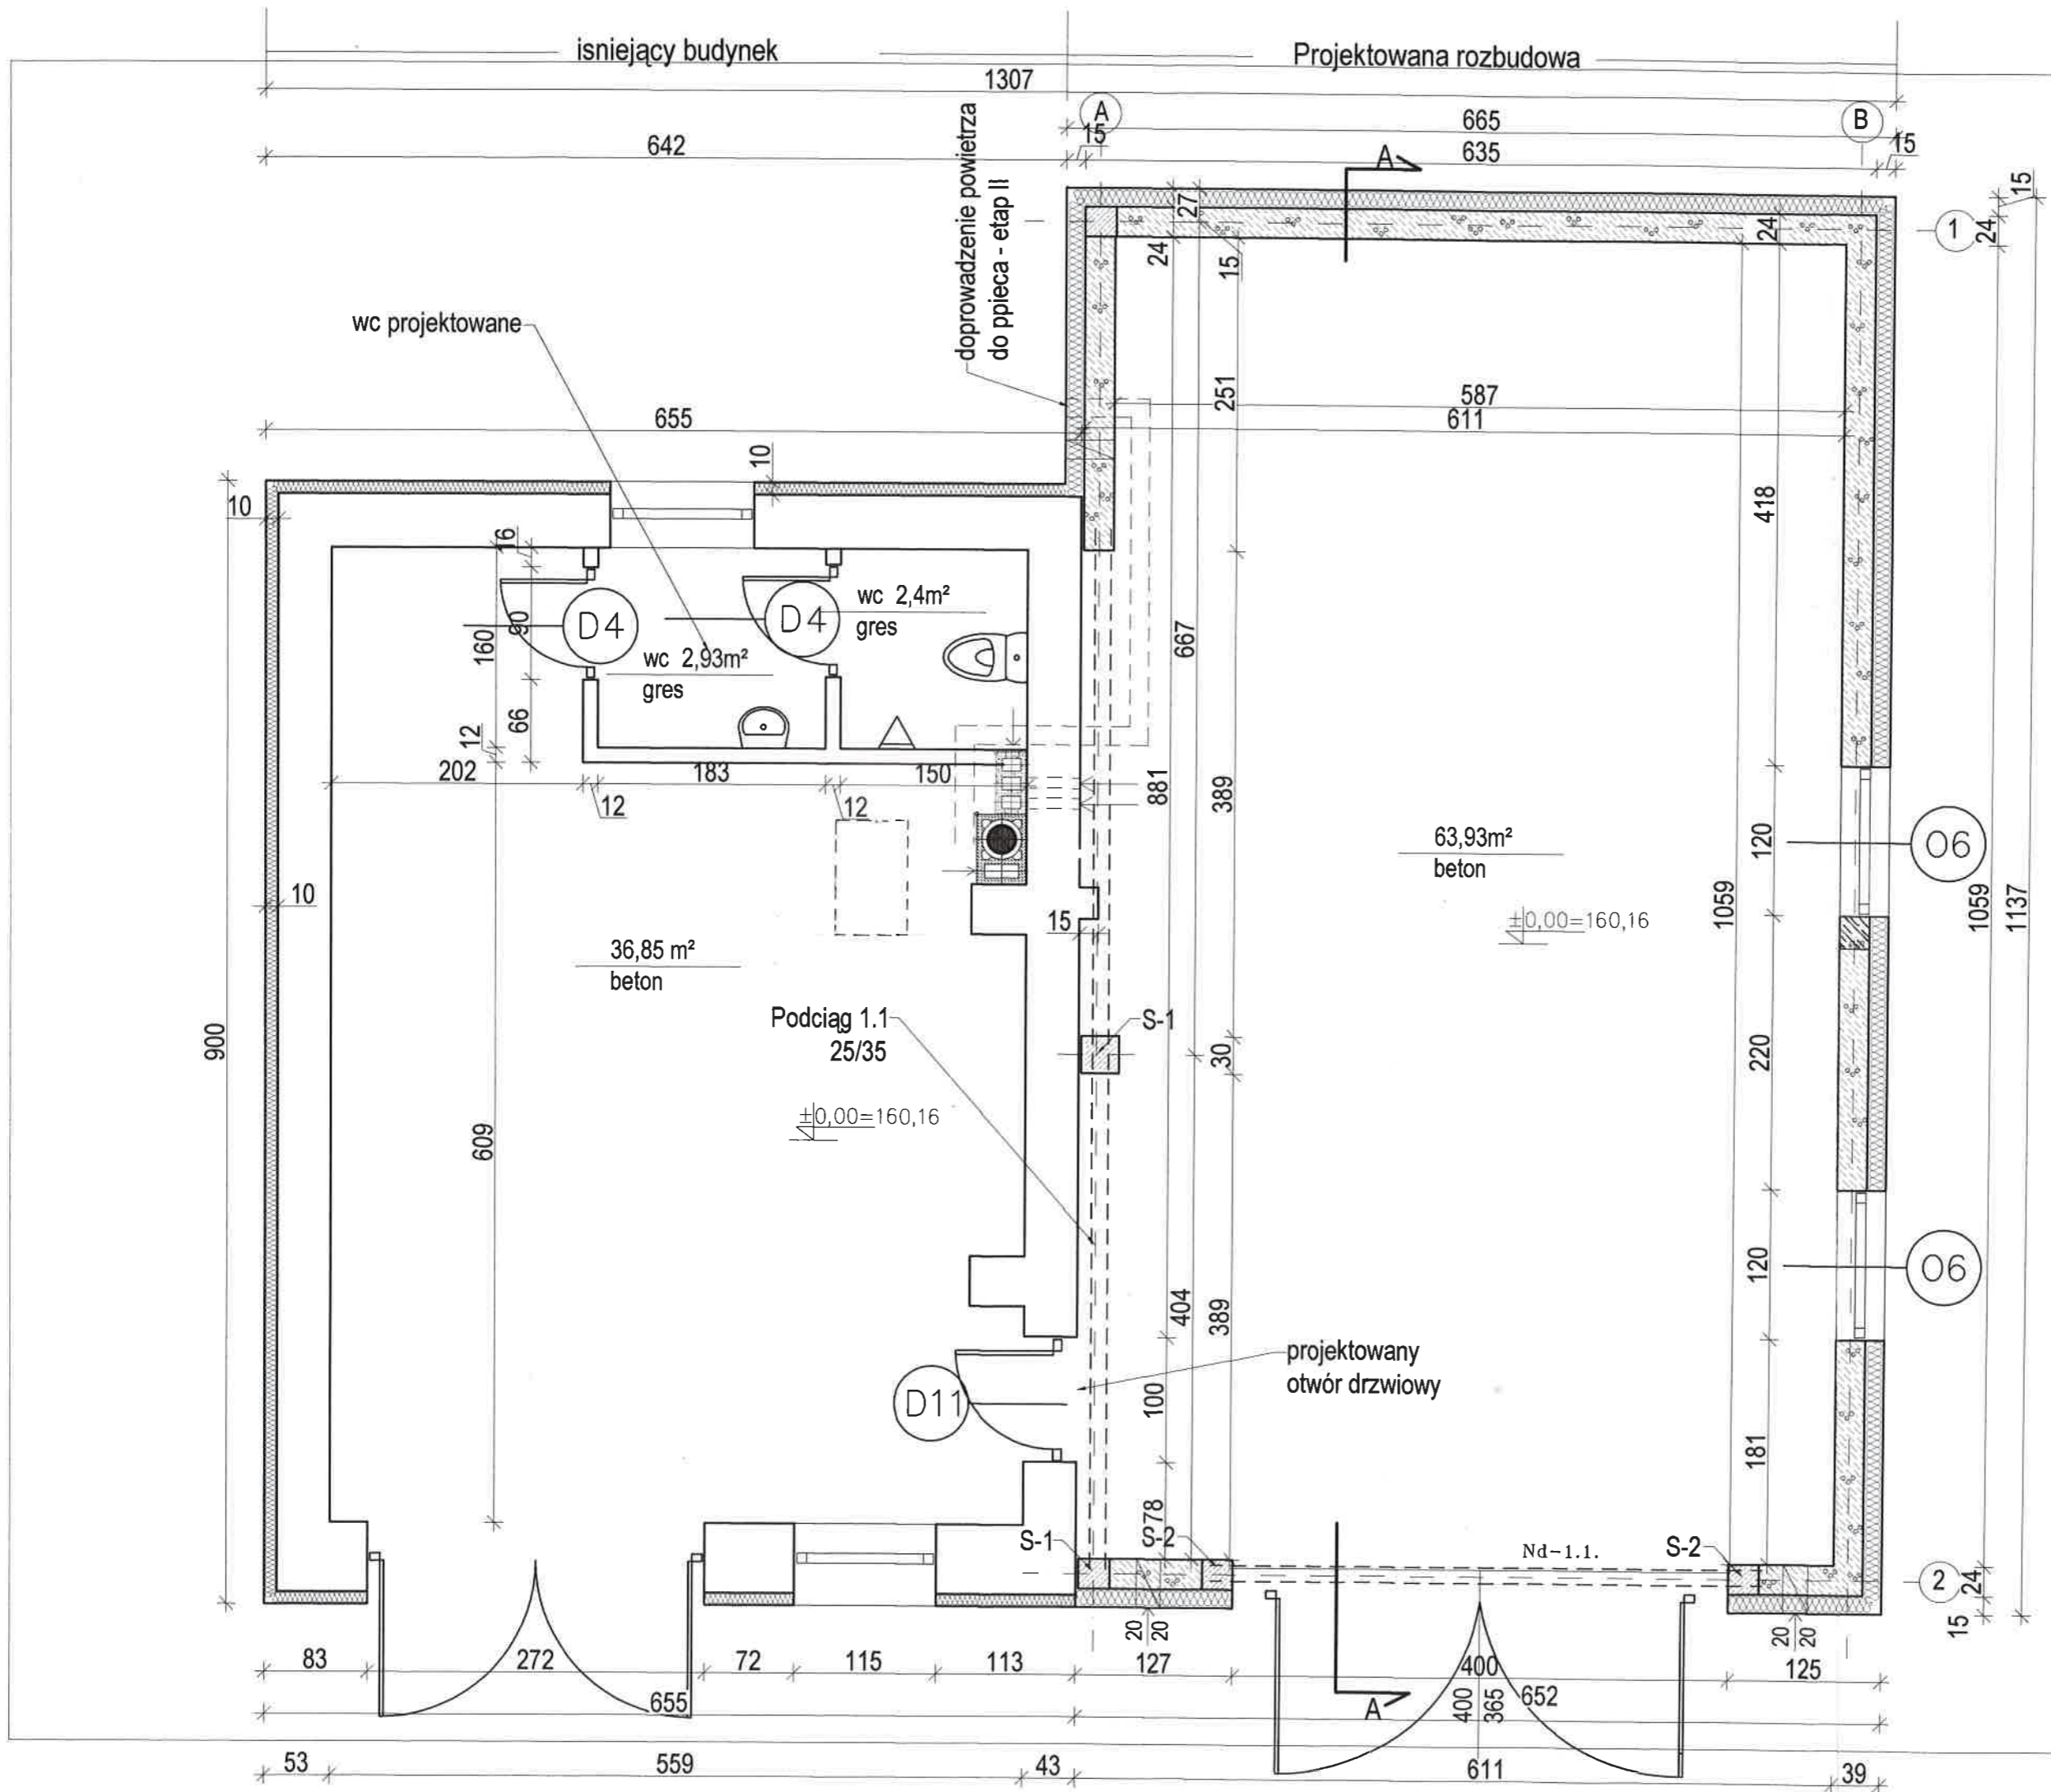 isniejący budynek
Projektowana rozbudowa
1307
A
B
665
15
642
635
15
doprowadzenie powietrza
do ppieca - etap II
A
27
24
15
24
1
24
15
wc projektowane
251
587
611
655
10
10
418
16
90
160
66
12
D4
D4
wc 2,4m²
gres
wc 2,93m²
gres
667
202
183
150
12
12
881
389
63,93m²
beton
120
O6
1059
1059
1137
±0,00=160,16
10
15
36,85 m²
beton
Podciąg 1.1
25/35
S-1
30
220
900
±0,00=160,16
609
404
389
120
O6
projektowany
otwór drzwiowy
D11
100
181
78
S-1
S-2
Nd-1.1.
S-2
2
24
15
20
20
20
20
83
272
72
115
113
127
400
125
655
400
365
652
A
53
559
43
611
39